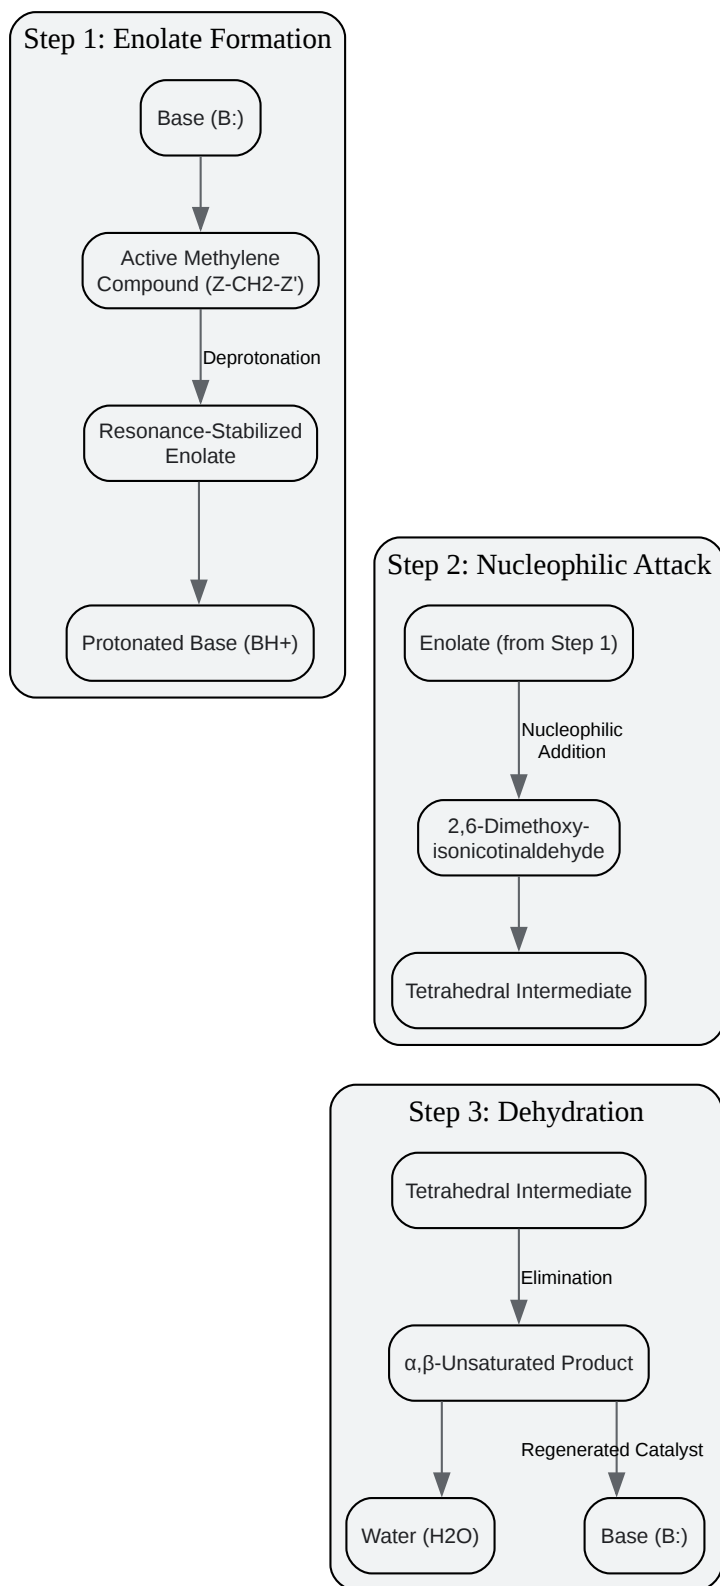 Step 1: Enolate Formation
Base (B:)
Active Methylene
Compound (Z-CH2-Z')
Deprotonation
Resonance-Stabilized
Enolate
Protonated Base (BH+)
Step 2: Nucleophilic Attack
Enolate (from Step 1)
Nucleophilic
Addition
2,6-Dimethoxy-
isonicotinaldehyde
Tetrahedral Intermediate
Step 3: Dehydration
Tetrahedral Intermediate
Elimination
α,β-Unsaturated Product
Regenerated Catalyst
Water (H2O)
Base (B:)